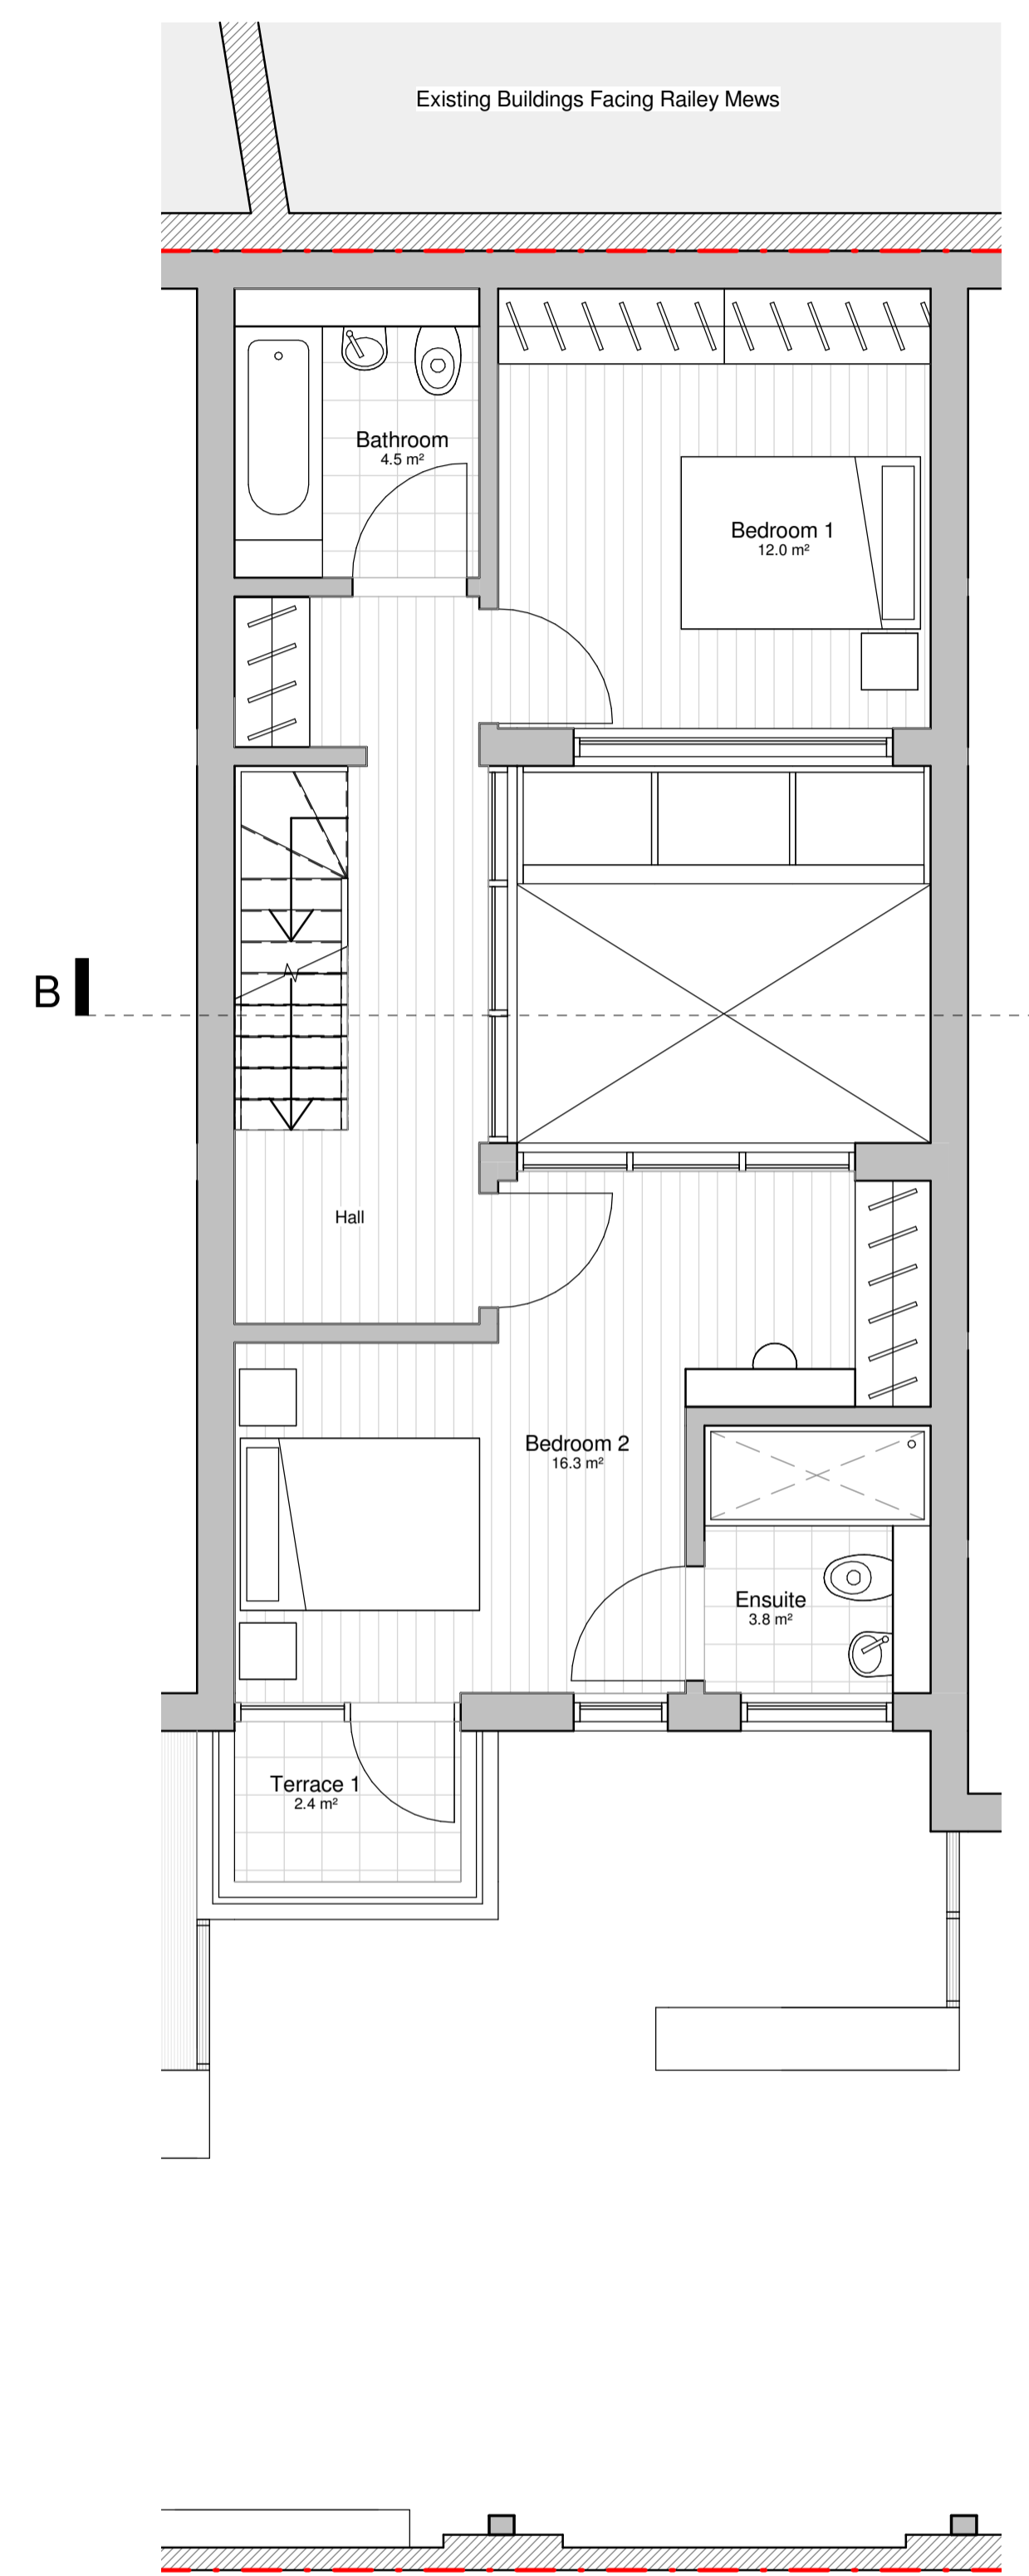 Existing Buildings Facing Railey Mews
Bathroom
4.5 m²
Bedroom 1
12.0 m²
B
Hall
Bedroom 2
16.3 m²
Ensuite
3.8 m²
Terrace 1
2.4 m²